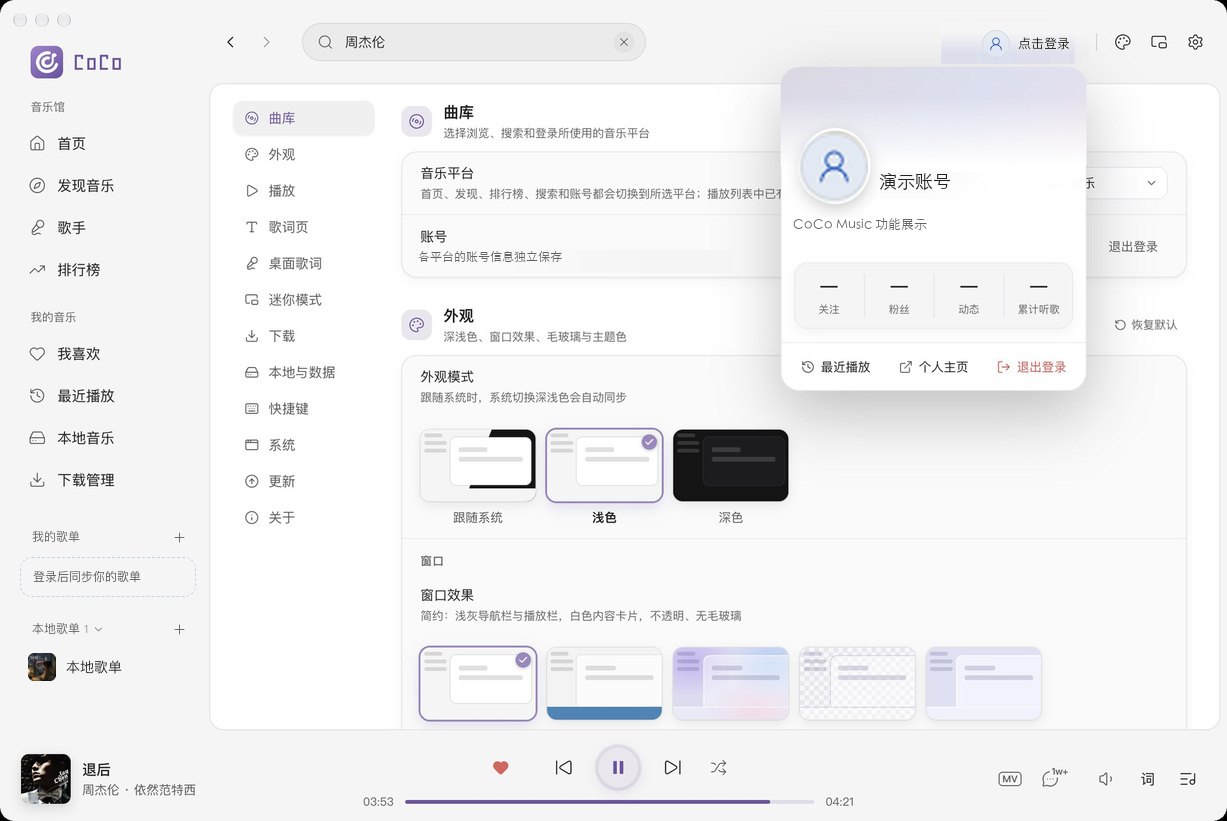 CoCo
周杰伦
点击登录
音乐馆
首页
发现音乐
歌手
排行榜
我的音乐
我喜欢
最近播放
本地音乐
下载管理
我的歌单
登录后同步你的歌单
本地歌单 1
本地歌单
曲库
外观
播放
歌词页
桌面歌词
迷你模式
下载
本地与数据
快捷键
系统
更新
关于
曲库
选择浏览、搜索和登录所使用的音乐平台
音乐平台
首页、发现、排行榜、搜索和账号都会切换到所选平台；播放列表中已
乐
账号
各平台的账号信息独立保存
退出登录
外观
深浅色、窗口效果、毛玻璃与主题色
恢复默认
外观模式
跟随系统时，系统切换深浅色会自动同步
跟随系统
浅色
深色
窗口
窗口效果
简约：浅灰导航栏与播放栏，白色内容卡片，不透明、无毛玻璃
演示账号
CoCo Music 功能展示
关注
粉丝
动态
累计听歌
最近播放
个人主页
退出登录
退后
周杰伦 · 依然范特西
03:53
04:21
MV
1w+
词